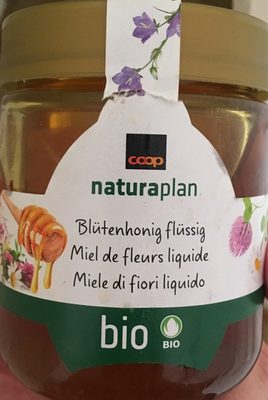 coop
naturaplan
Blütenhonig flüssig
Miel de fleurs liquide
Miele di fiori liquido
bio
BIO